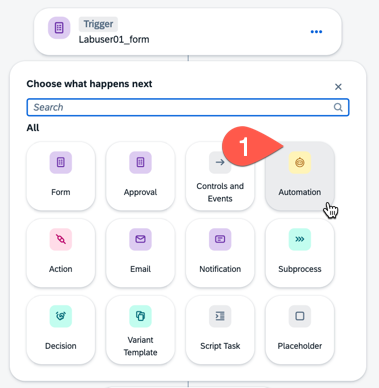 Trigger
Labuser01_form
Choose what happens next
Search
All
1
Form
Approval
Controls and
Events
Automation
Action
Email
Notification
Subprocess
Decision
Variant
Template
Script Task
Placeholder